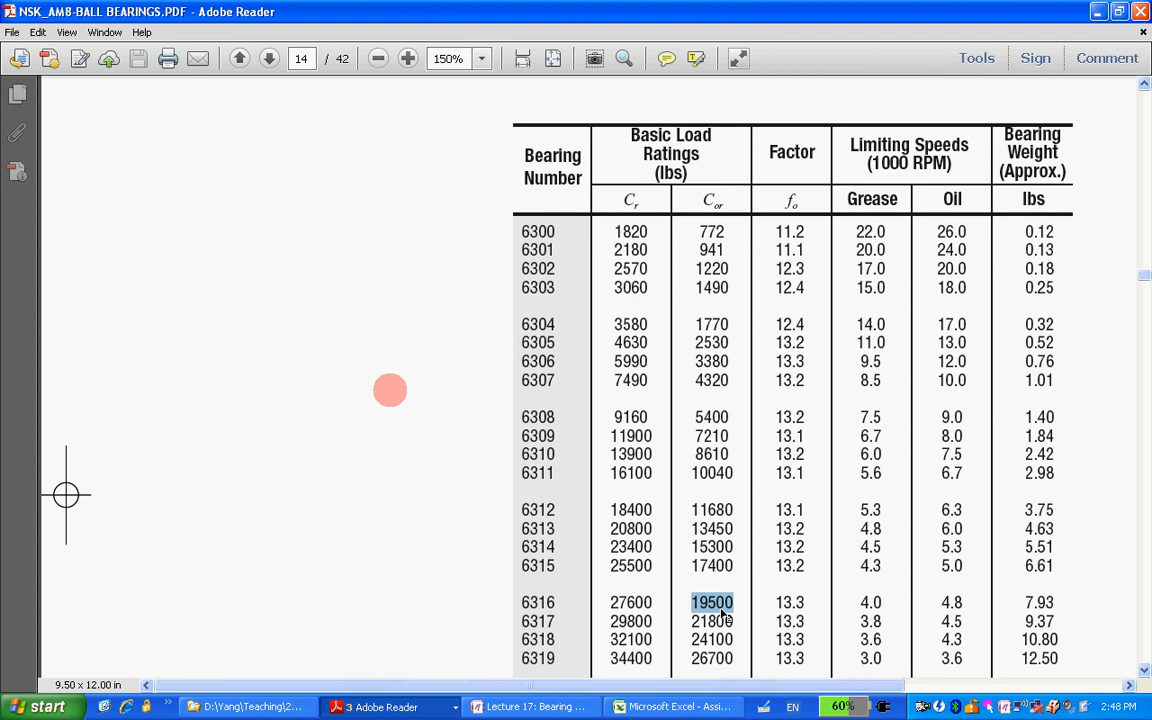 NSK_AM8-BALL BEARINGS.PDF - Adobe Reader
File Edit View Window Help
14 / 42 150% Tools Sign Comment
Bearing Number Basic Load Ratings (lbs) Factor Limiting Speeds (1000 RPM) Bearing Weight (Approx.)
Cr Cor fo Grease Oil lbs
6300 1820 772 11.2 22.0 26.0 0.12
6301 2180 941 11.1 20.0 24.0 0.13
6302 2570 1220 12.3 17.0 20.0 0.18
6303 3060 1490 12.4 15.0 18.0 0.25
6304 3580 1770 12.4 14.0 17.0 0.32
6305 4630 2530 13.2 11.0 13.0 0.52
6306 5990 3380 13.3 9.5 12.0 0.76
6307 7490 4320 13.2 8.5 10.0 1.01
6308 9160 5400 13.2 7.5 9.0 1.40
6309 11900 7210 13.1 6.7 8.0 1.84
6310 13900 8610 13.2 6.0 7.5 2.42
6311 16100 10040 13.1 5.6 6.7 2.98
6312 18400 11680 13.1 5.3 6.3 3.75
6313 20800 13450 13.2 4.8 6.0 4.63
6314 23400 15300 13.2 4.5 5.3 5.51
6315 25500 17400 13.2 4.3 5.0 6.61
6316 27600 19500 13.3 4.0 4.8 7.93
6317 29800 21800 13.3 3.8 4.5 9.37
6318 32100 24100 13.3 3.6 4.3 10.80
6319 34400 26700 13.3 3.0 3.6 12.50
9.50 x 12.00 in
start D:\Yang\Teaching\2... 3 Adobe Reader Lecture 17: Bearing ... Microsoft Excel - Assi... EN 60% 2:48 PM